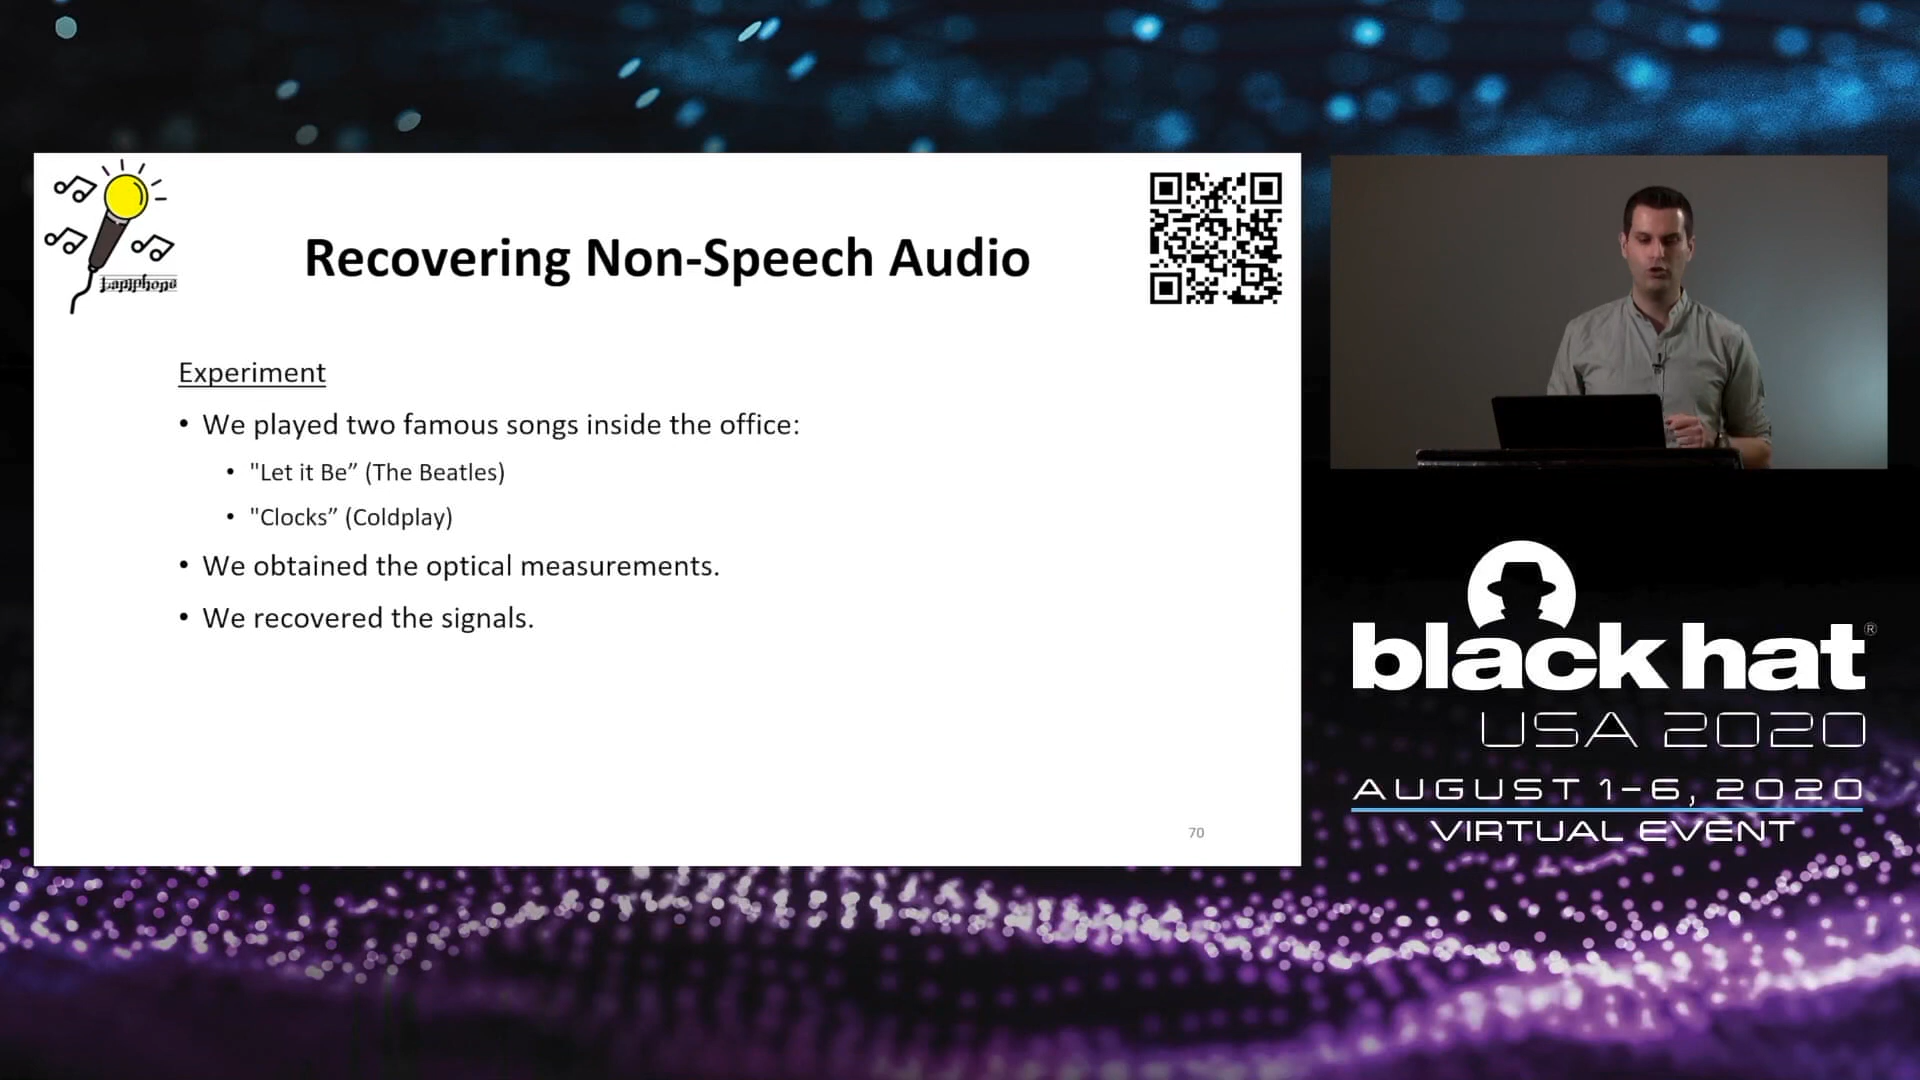 Lamphone
Recovering Non-Speech Audio
Experiment
• We played two famous songs inside the office:
• "Let it Be” (The Beatles)
• "Clocks” (Coldplay)
• We obtained the optical measurements.
• We recovered the signals.
70
black hat®
USA 2020
AUGUST 1-6, 2020
VIRTUAL EVENT